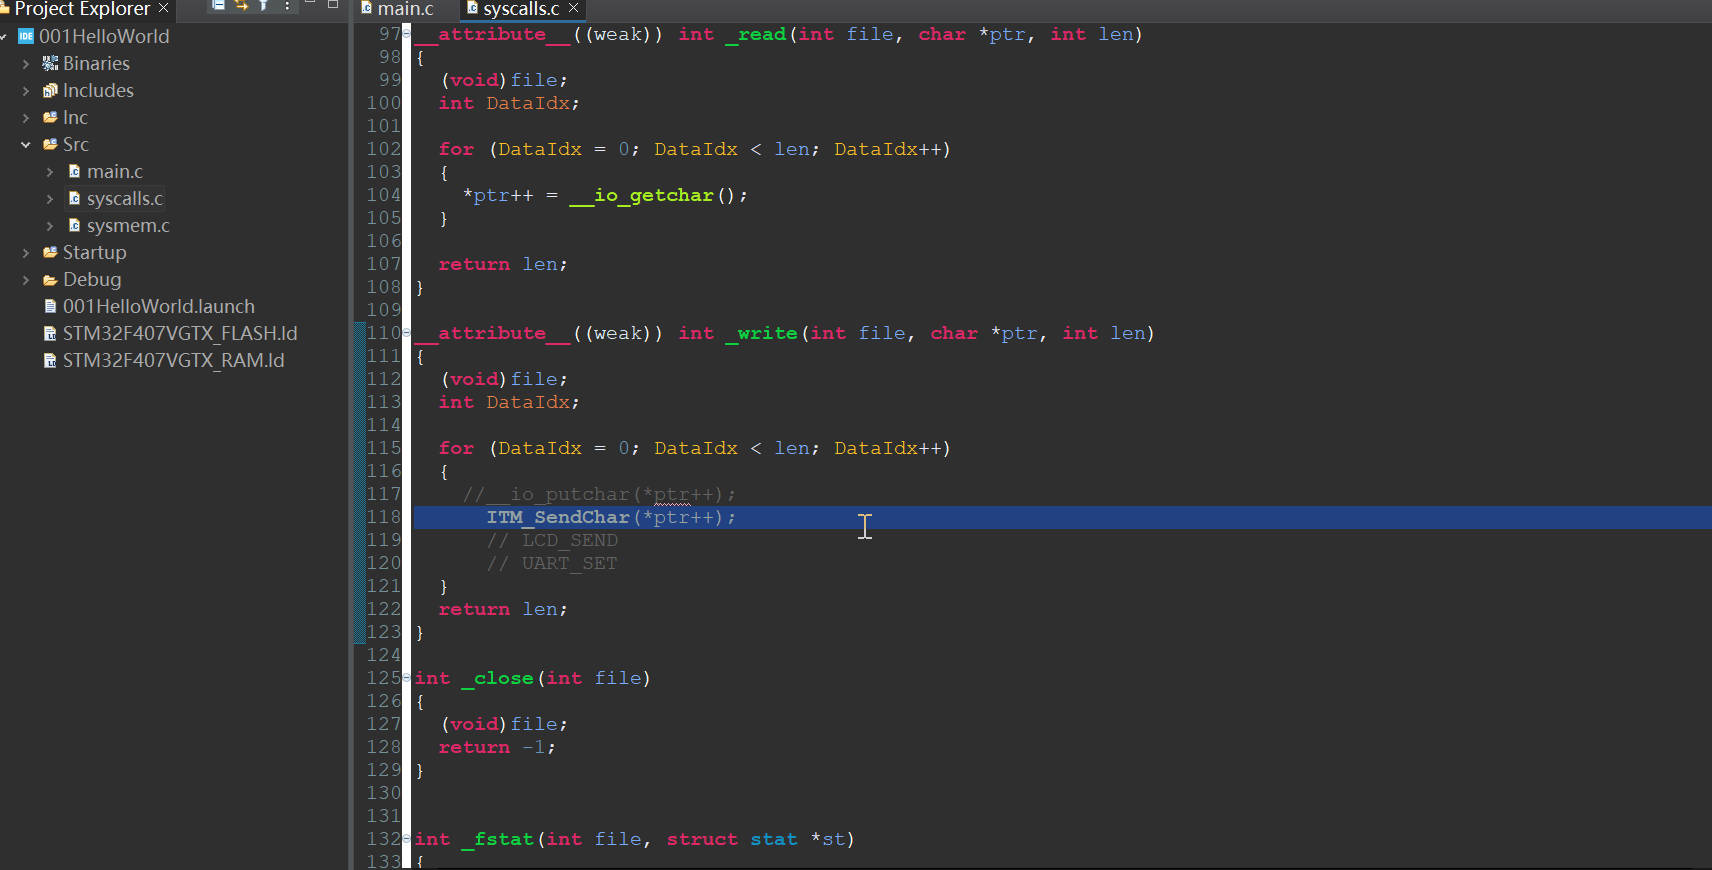 Project Explorer
001HelloWorld
Binaries
Includes
Inc
Src
main.c
syscalls.c
sysmem.c
Startup
Debug
001HelloWorld.launch
STM32F407VGTX_FLASH.ld
STM32F407VGTX_RAM.ld
main.c
syscalls.c
97 __attribute__((weak)) int _read(int file, char *ptr, int len)
98 {
99   (void)file;
100   int DataIdx;
101
102   for (DataIdx = 0; DataIdx < len; DataIdx++)
103   {
104     *ptr++ = __io_getchar();
105   }
106
107   return len;
108 }
109
110 __attribute__((weak)) int _write(int file, char *ptr, int len)
111 {
112   (void)file;
113   int DataIdx;
114
115   for (DataIdx = 0; DataIdx < len; DataIdx++)
116   {
117     //__io_putchar(*ptr++);
118       ITM_SendChar(*ptr++);
119       // LCD_SEND
120       // UART_SET
121   }
122   return len;
123 }
124
125 int _close(int file)
126 {
127   (void)file;
128   return -1;
129 }
130
131
132 int _fstat(int file, struct stat *st)
133 {